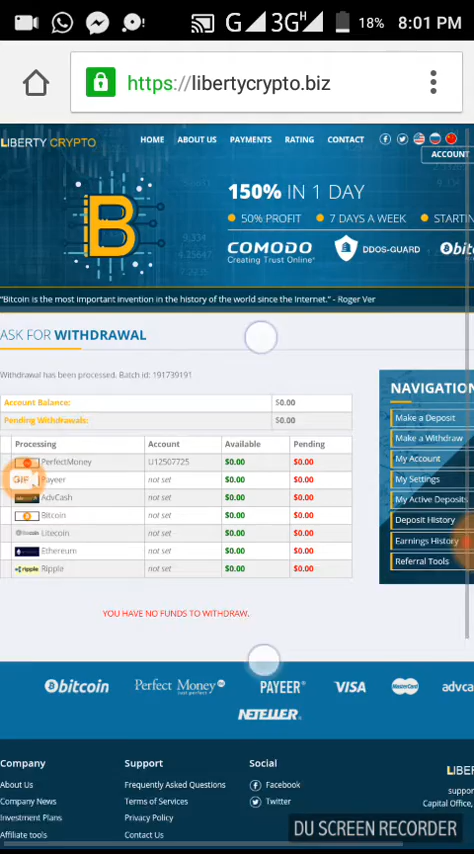 G 3G H 18% 8:01 PM
https://libertycrypto.biz
LIBERTY CRYPTO HOME ABOUT US PAYMENTS RATING CONTACT
ACCOUNT
B
150% IN 1 DAY
50% PROFIT 7 DAYS A WEEK STARTIN
COMODO DDOS-GUARD bit
Creating Trust Online®
"Bitcoin is the most important invention in the history of the world since the Internet." - Roger Ver
ASK FOR WITHDRAWAL
Withdrawal has been processed. Batch id: 191739191
Account Balance: $0.00
Pending Withdrawals: $0.00
Processing Account Available Pending
PerfectMoney U12507725 $0.00 $0.00
GIF Payeer not set $0.00 $0.00
AdvCash not set $0.00 $0.00
Bitcoin not set $0.00 $0.00
Litecoin not set $0.00 $0.00
Ethereum not set $0.00 $0.00
ripple Ripple not set $0.00 $0.00
YOU HAVE NO FUNDS TO WITHDRAW.
NAVIGATION
Make a Deposit
Make a Withdraw
My Account
My Settings
My Active Deposits
Deposit History
Earnings History
Referral Tools
bitcoin Perfect Money PAYEER® VISA MasterCard advca
NETELLER
Company Support Social LIBER
About Us Frequently Asked Questions Facebook suppor
Company News Terms of Services Twitter Capital Office,
Investment Plans Privacy Policy
Affiliate tools Contact Us
DU SCREEN RECORDER